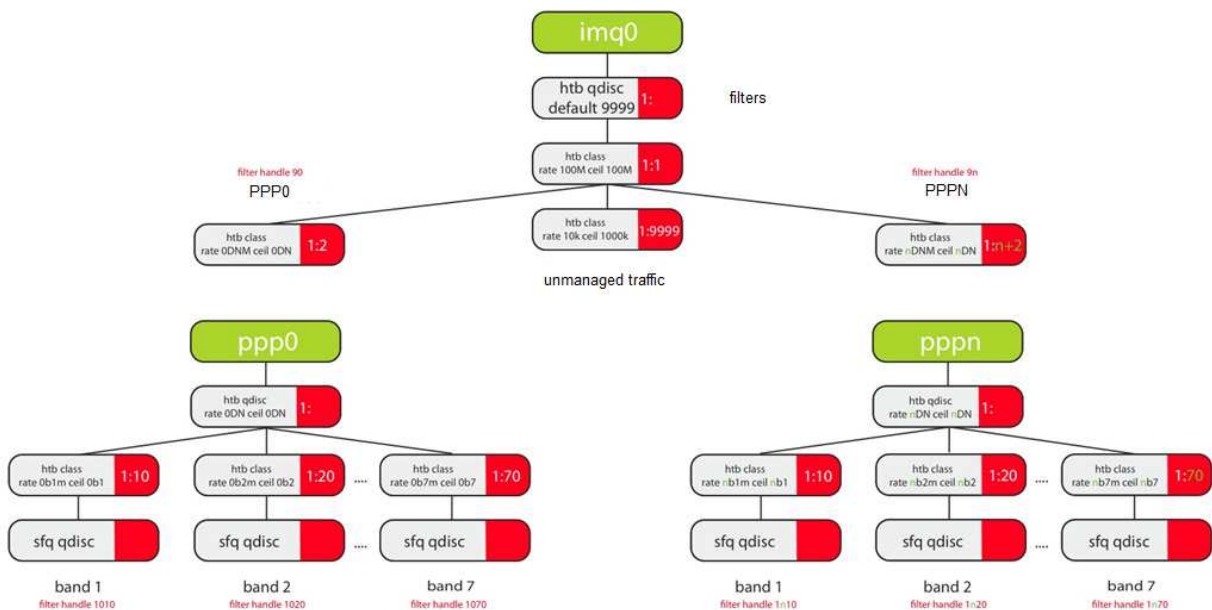 imq0
htb qdisc
default 9999
1:
filters
htb class
rate 100M ceil 100M
1:1
filter handle 90
PPP0
filter handle 9n
PPPN
htb class
rate 0DNM ceil 0DN
1:2
htb class
rate 10k ceil 1000k
1:9999
htb class
rate nDNM ceil nDN
1:n+2
unmanaged traffic
ppp0
pppn
htb qdisc
rate 0DN ceil 0DN
1:
htb qdisc
rate nDN ceil nDN
1:
htb class
rate 0b1m ceil 0b1
1:10
htb class
rate 0b2m ceil 0b2
1:20
....
htb class
rate 0b7m ceil 0b7
1:70
htb class
rate nb1m ceil nb1
1:10
htb class
rate nb2m ceil nb2
1:20
....
htb class
rate nb7m ceil nb7
1:70
sfq qdisc
sfq qdisc
....
sfq qdisc
sfq qdisc
sfq qdisc
....
sfq qdisc
band 1
filter handle 1010
band 2
filter handle 1020
band 7
filter handle 1070
band 1
filter handle 1n10
band 2
filter handle 1n20
band 7
filter handle 1n70